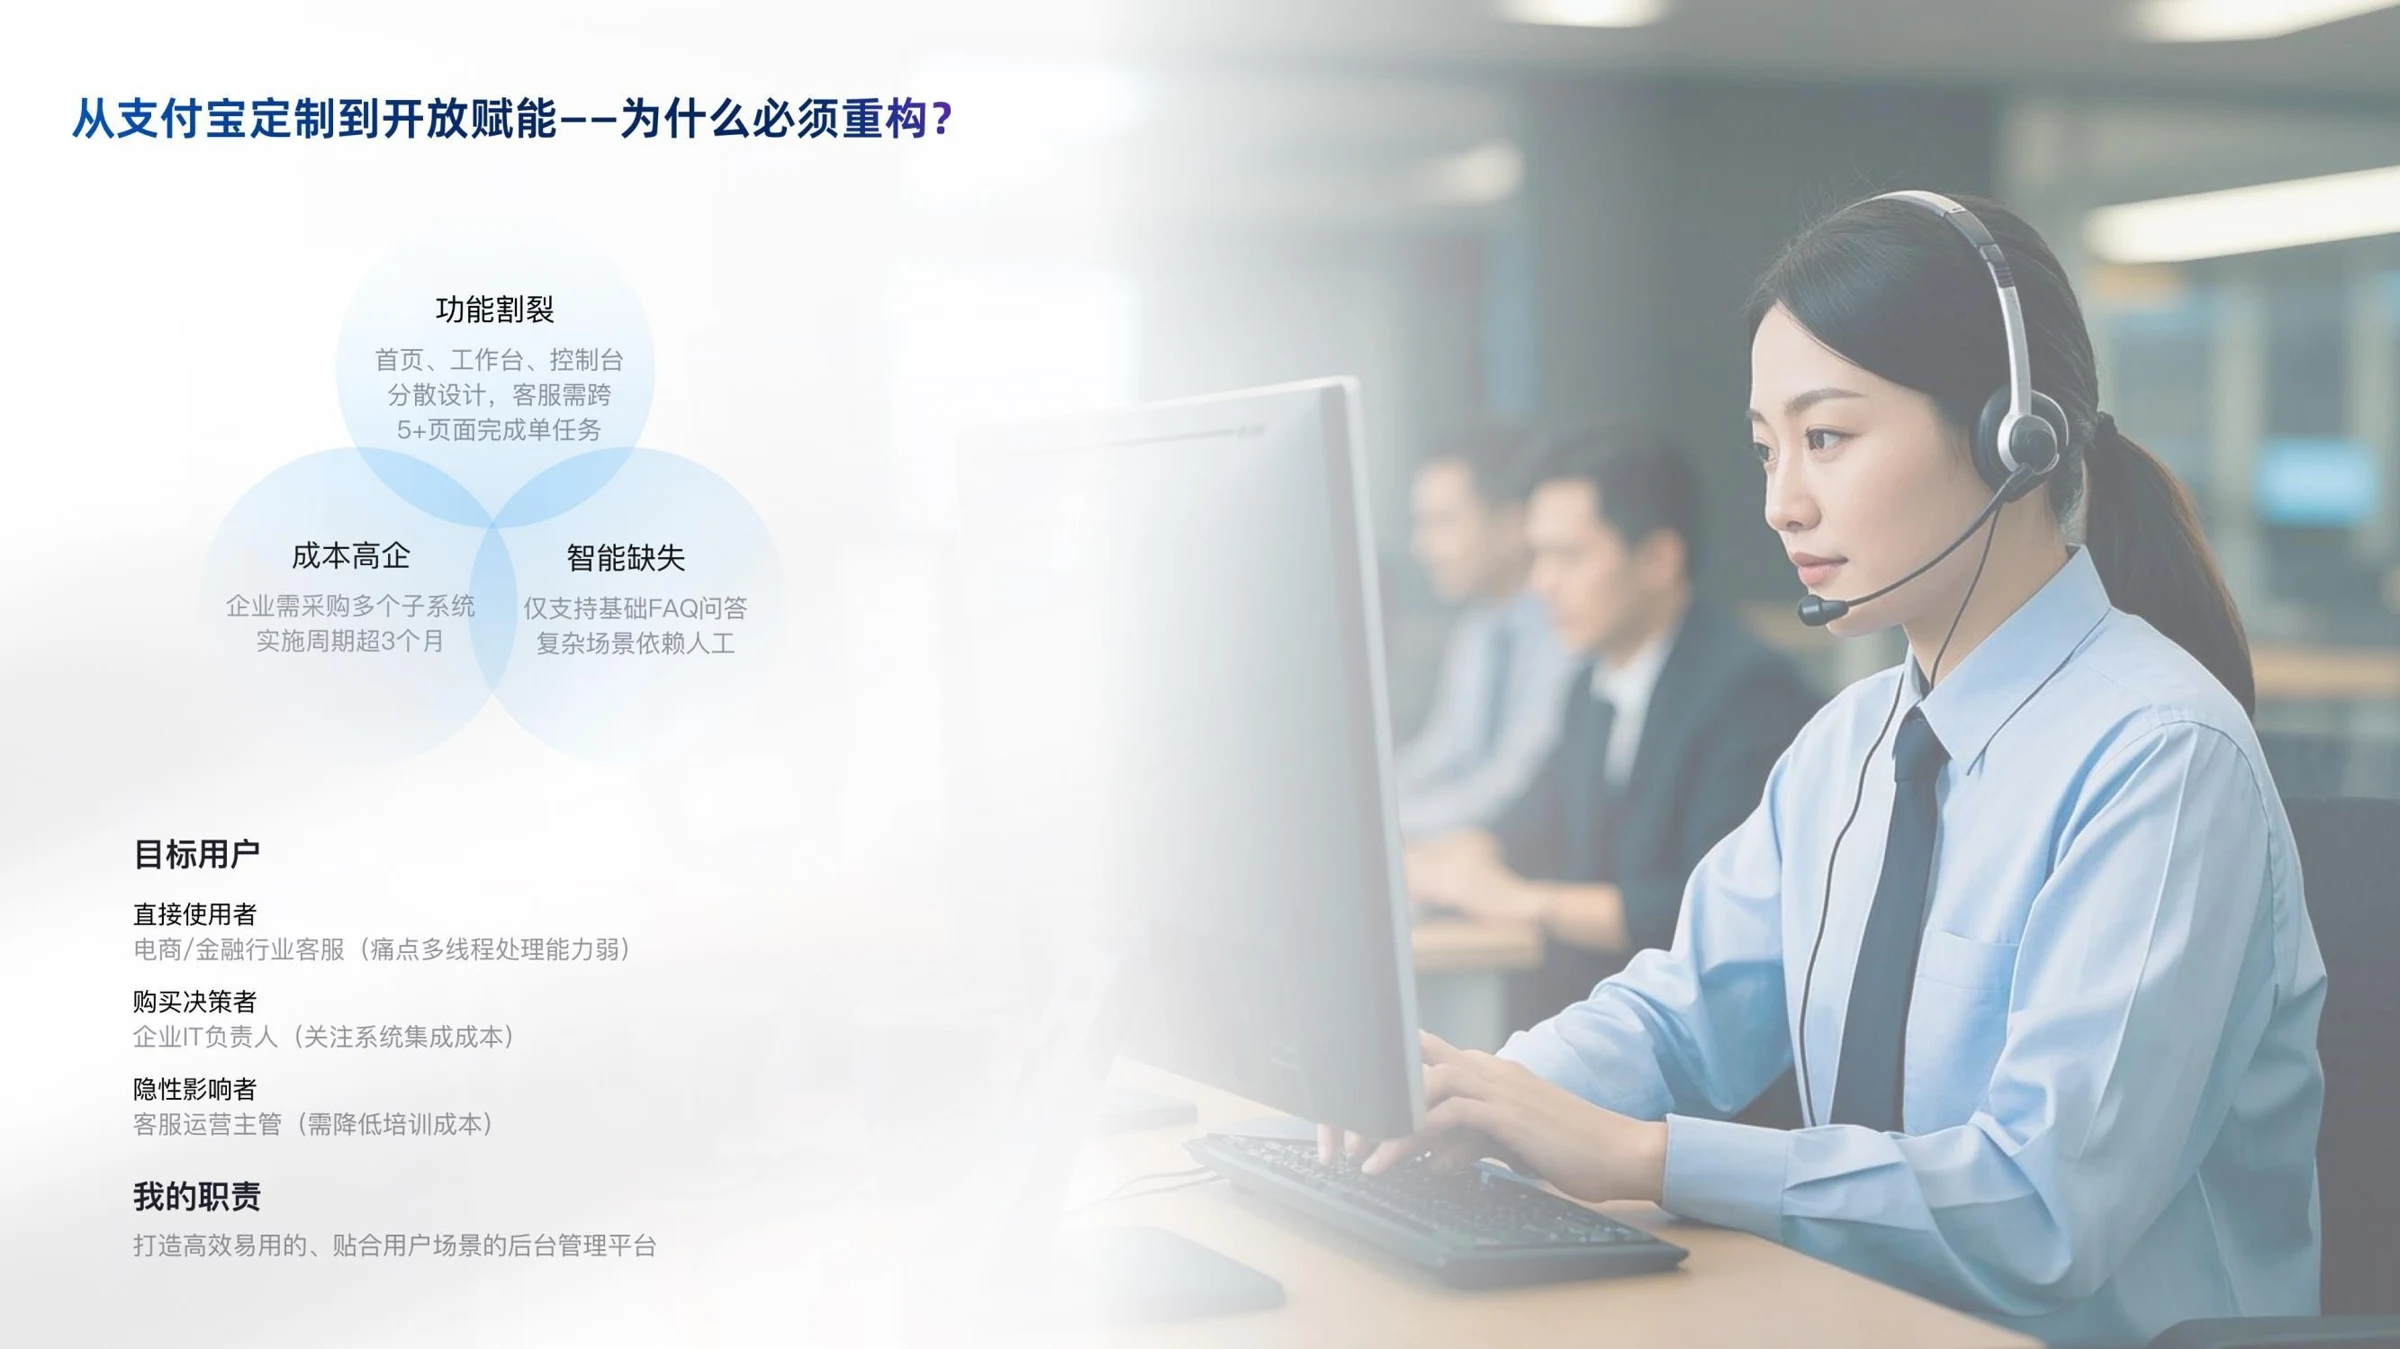 从支付宝定制到开放赋能——为什么必须重构？
功能割裂
首页、工作台、控制台
分散设计，客服需跨
5+页面完成单任务
成本高企
企业需采购多个子系统
实施周期超3个月
智能缺失
仅支持基础FAQ问答
复杂场景依赖人工
目标用户
直接使用者
电商/金融行业客服（痛点多线程处理能力弱）
购买决策者
企业IT负责人（关注系统集成成本）
隐性影响者
客服运营主管（需降低培训成本）
我的职责
打造高效易用的、贴合用户场景的后台管理平台